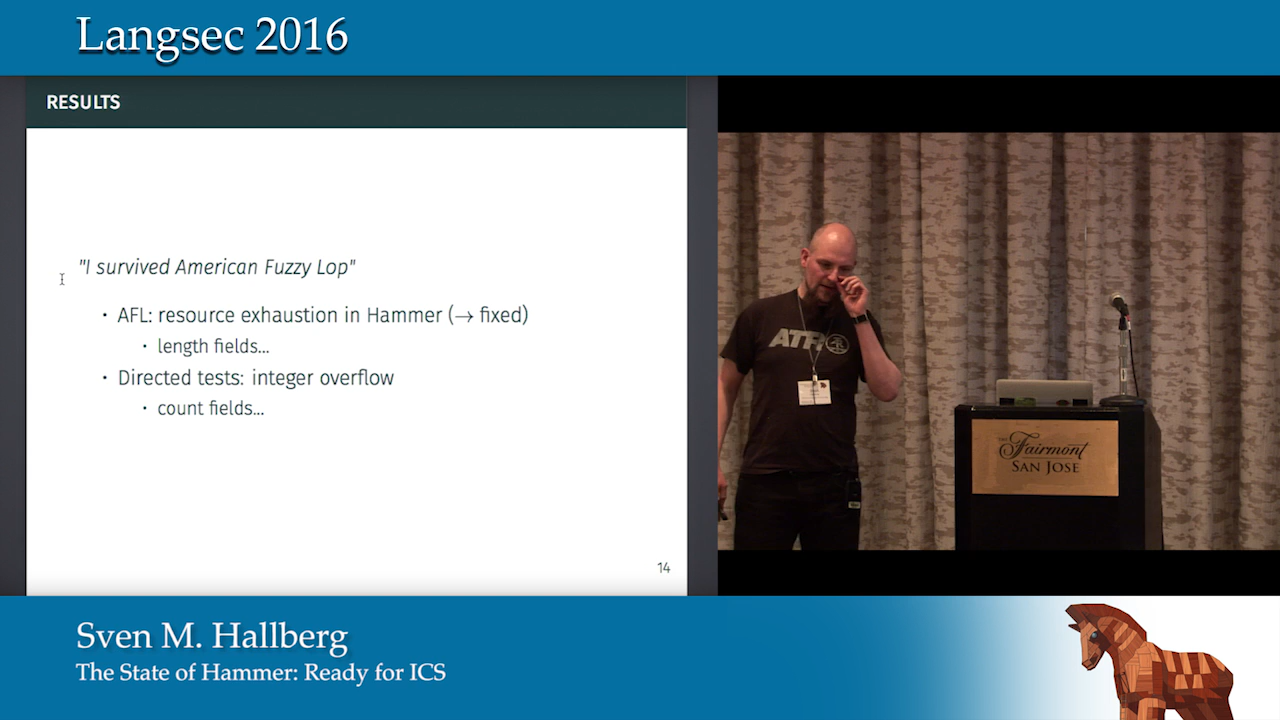 Langsec 2016
RESULTS
"I survived American Fuzzy Lop"
· AFL: resource exhaustion in Hammer (→ fixed)
· length fields...
· Directed tests: integer overflow
· count fields...
14
ATP
Fairmont
SAN JOSE
Sven M. Hallberg
The State of Hammer: Ready for ICS